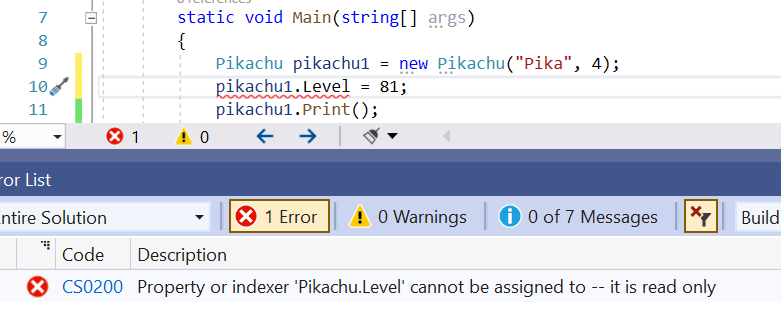 0 references
7 static void Main(string[] args)
8 {
9 Pikachu pikachu1 = new Pikachu("Pika", 4);
10 pikachu1.Level = 81;
11 pikachu1.Print();
% 1 0
ror List
ntire Solution 1 Error 0 Warnings 0 of 7 Messages Build
Code Description
CS0200 Property or indexer 'Pikachu.Level' cannot be assigned to -- it is read only